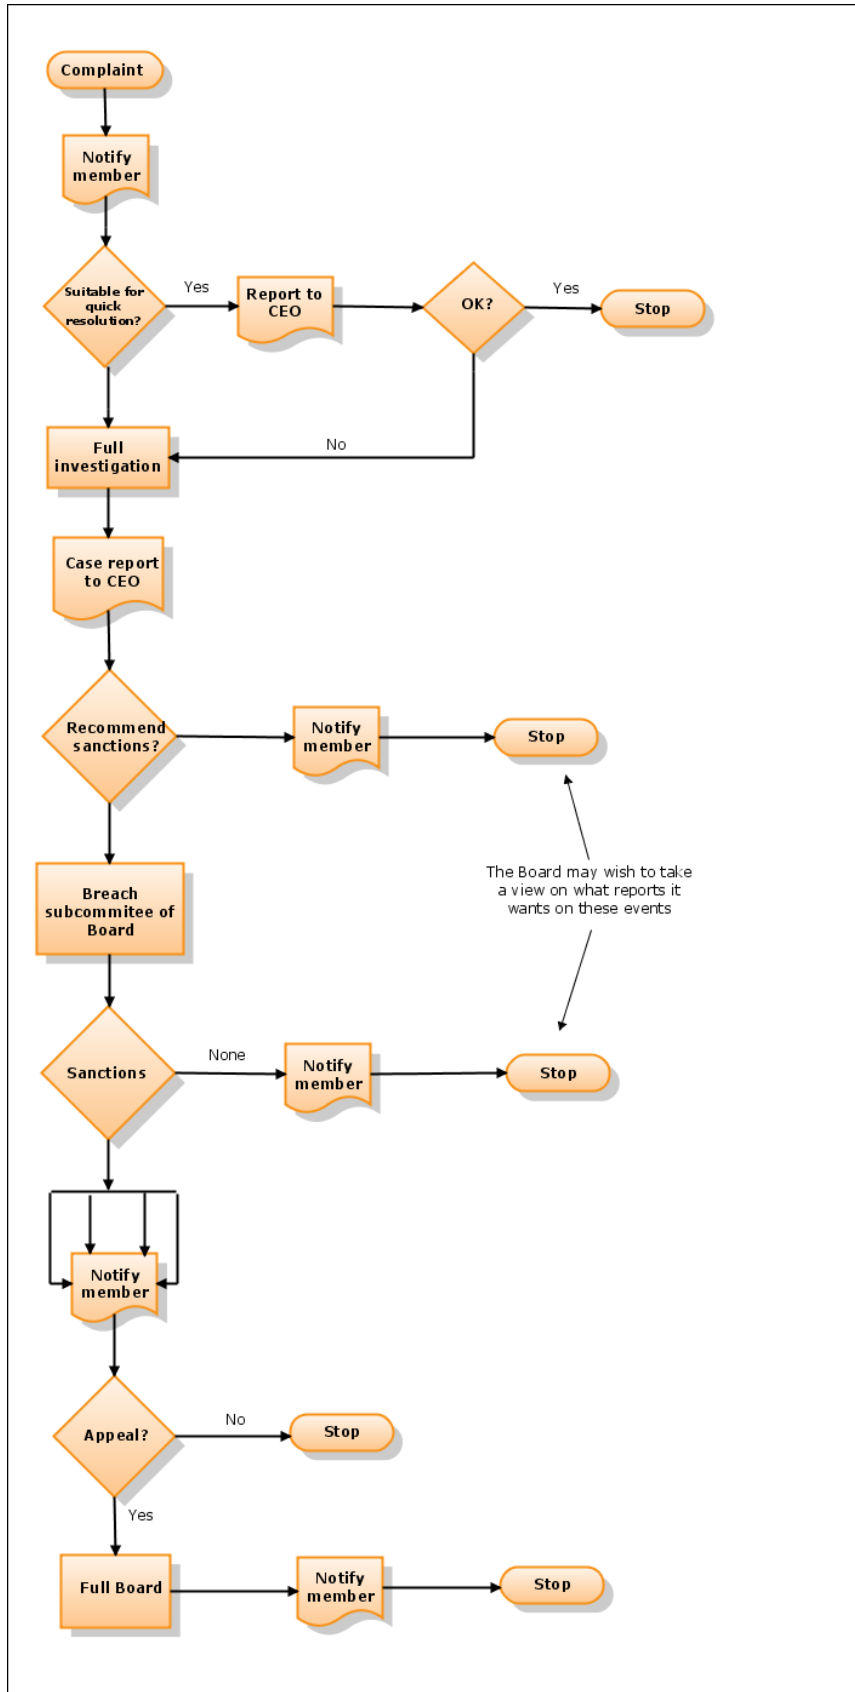 Complaint
Notify
member
Suitable for
quick
resolution?
Yes
Report to
CEO
OK?
Yes
Stop
No
Full
investigation
Case report
to CEO
Recommend
sanctions?
Notify
member
Stop
The Board may wish to take
a view on what reports it
wants on these events
Breach
subcommitee of
Board
Sanctions
None
Notify
member
Stop
Notify
member
Appeal?
No
Stop
Yes
Full Board
Notify
member
Stop